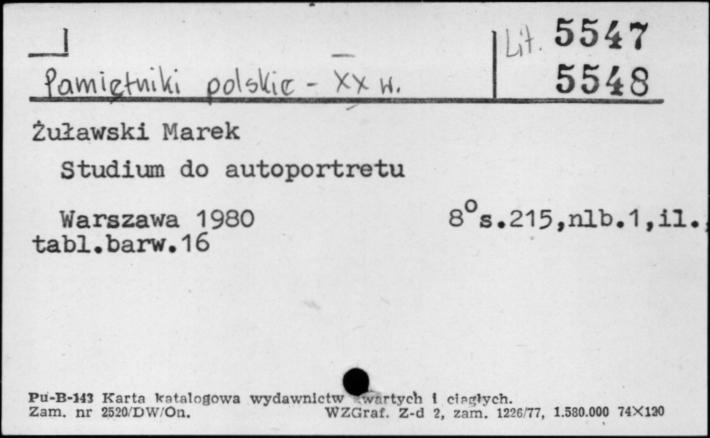 Lit. 5547
Pamiętniki polskie - XX w. 5548
Żuławski Marek
Studium do autoportretu
Warszawa 1980 8°s.215,nlb.1,il.,
tabl.barw.16
Pu-B-143 Karta katalogowa wydawnictw zwartych i ciągłych.
Zam. nr 2520/DW/On. WZGraf. Z-d 2, zam. 1226/77, 1.580.000 74×120